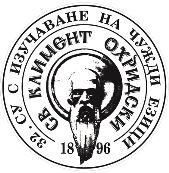 32. СУ С ИЗУЧАВАНЕ НА ЧУЖДИ ЕЗИЦИ
СВ. КЛИМЕНТ ОХРИДСКИ
18 96